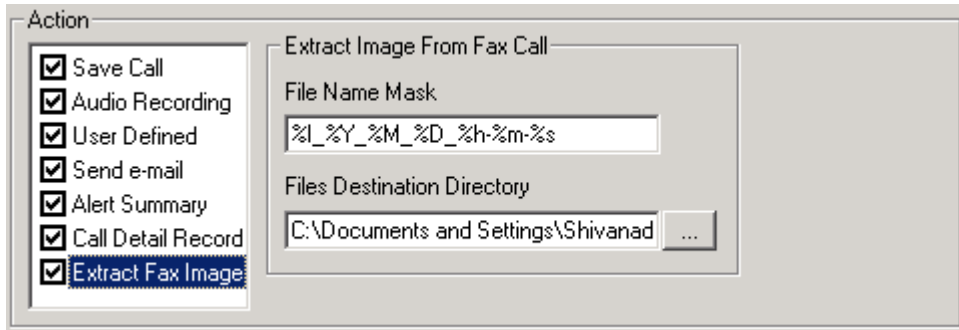 Action
Save Call
Audio Recording
User Defined
Send e-mail
Alert Summary
Call Detail Record
Extract Fax Image
Extract Image From Fax Call
File Name Mask
%I_%Y_%M_%D_%h-%m-%s
Files Destination Directory
C:\Documents and Settings\Shivanad
...